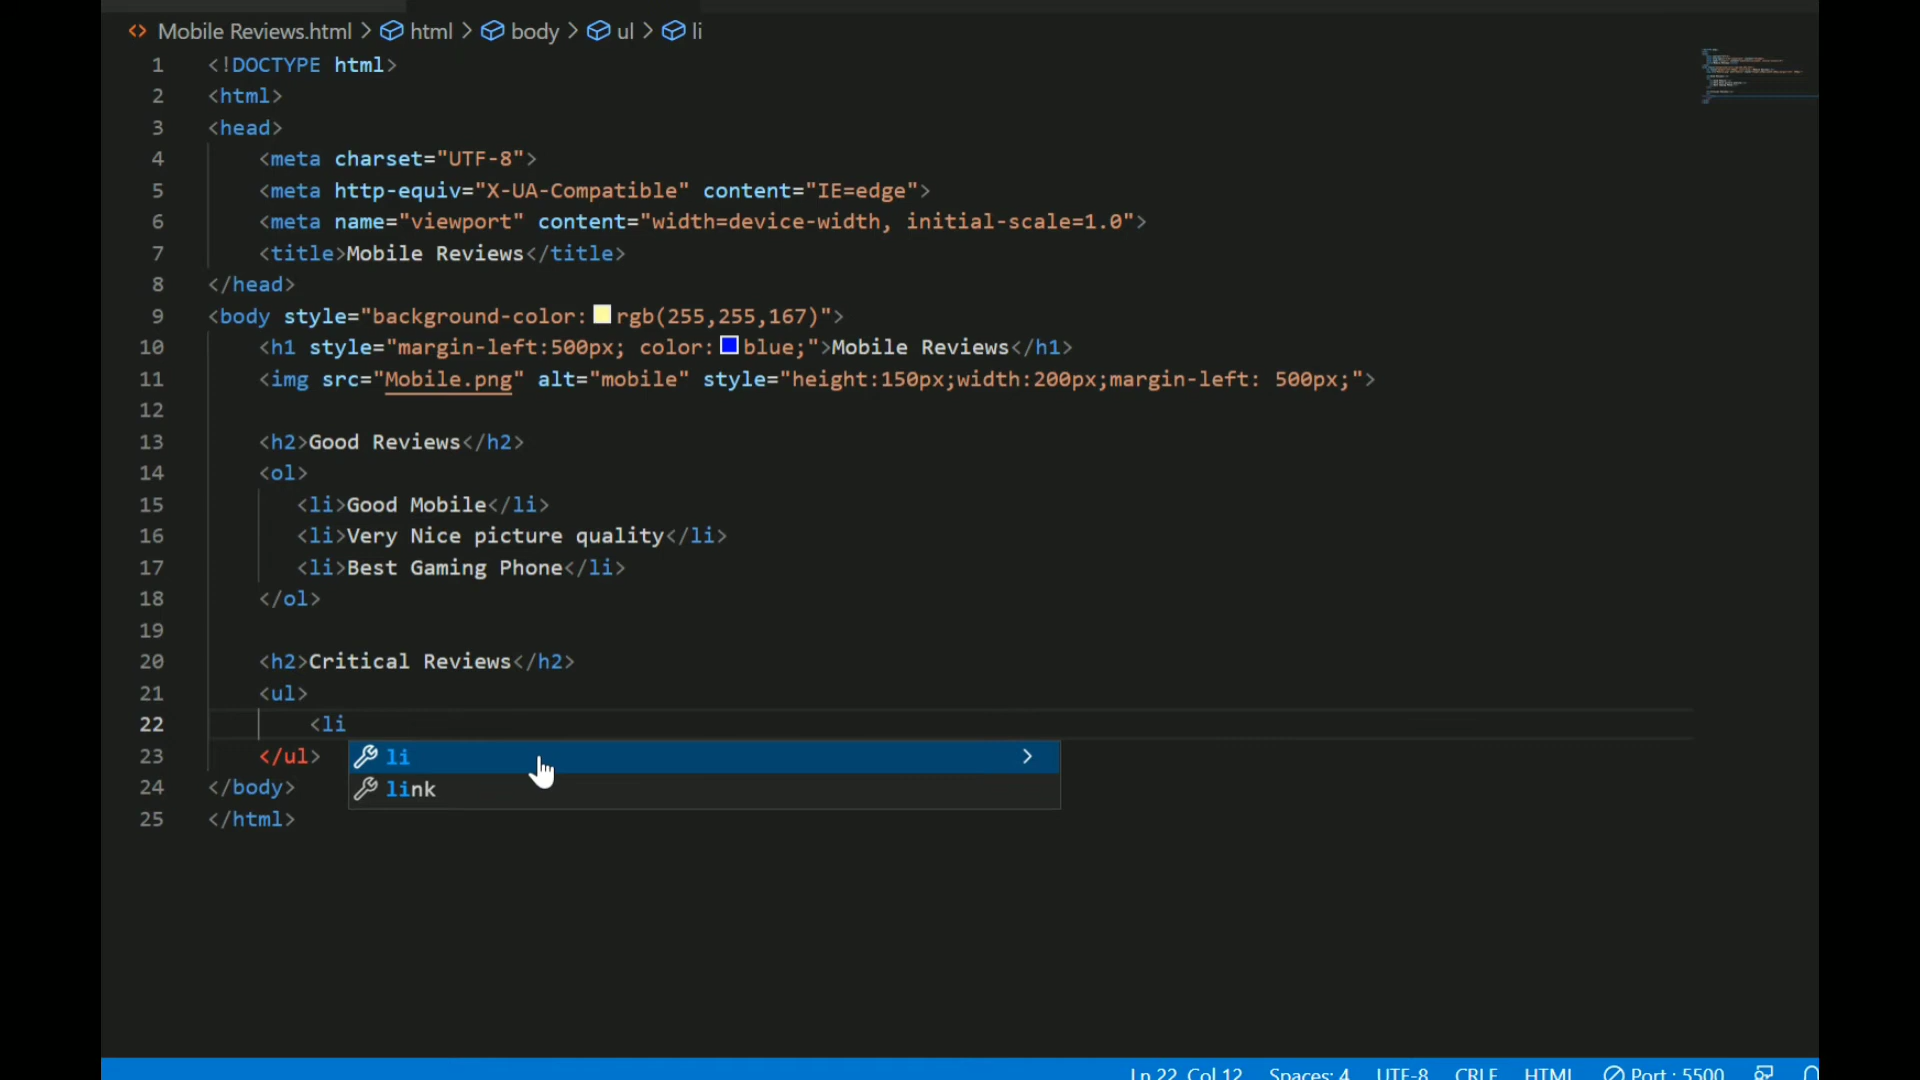 <> Mobile Reviews.html > html > body > ul > li
1 <!DOCTYPE html>
2 <html>
3 <head>
4 <meta charset="UTF-8">
5 <meta http-equiv="X-UA-Compatible" content="IE=edge">
6 <meta name="viewport" content="width=device-width, initial-scale=1.0">
7 <title>Mobile Reviews</title>
8 </head>
9 <body style="background-color:rgb(255,255,167)">
10 <h1 style="margin-left:500px; color:blue;">Mobile Reviews</h1>
11 <img src="Mobile.png" alt="mobile" style="height:150px;width:200px;margin-left: 500px;">
12
13 <h2>Good Reviews</h2>
14 <ol>
15 <li>Good Mobile</li>
16 <li>Very Nice picture quality</li>
17 <li>Best Gaming Phone</li>
18 </ol>
19
20 <h2>Critical Reviews</h2>
21 <ul>
22 <li
23 </ul> li
24 </body> link
25 </html>
Ln 22, Col 12 Spaces: 4 UTF-8 CRLF HTML Port : 5500